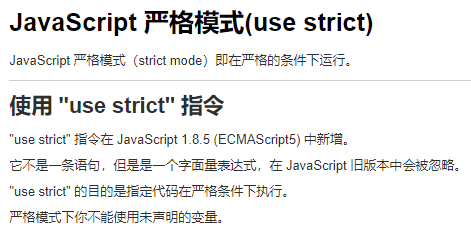 JavaScript 严格模式(use strict)
JavaScript 严格模式（strict mode）即在严格的条件下运行。
使用 "use strict" 指令
"use strict" 指令在 JavaScript 1.8.5 (ECMAScript5) 中新增。
它不是一条语句，但是是一个字面量表达式，在 JavaScript 旧版本中会被忽略。
"use strict" 的目的是指定代码在严格条件下执行。
严格模式下你不能使用未声明的变量。